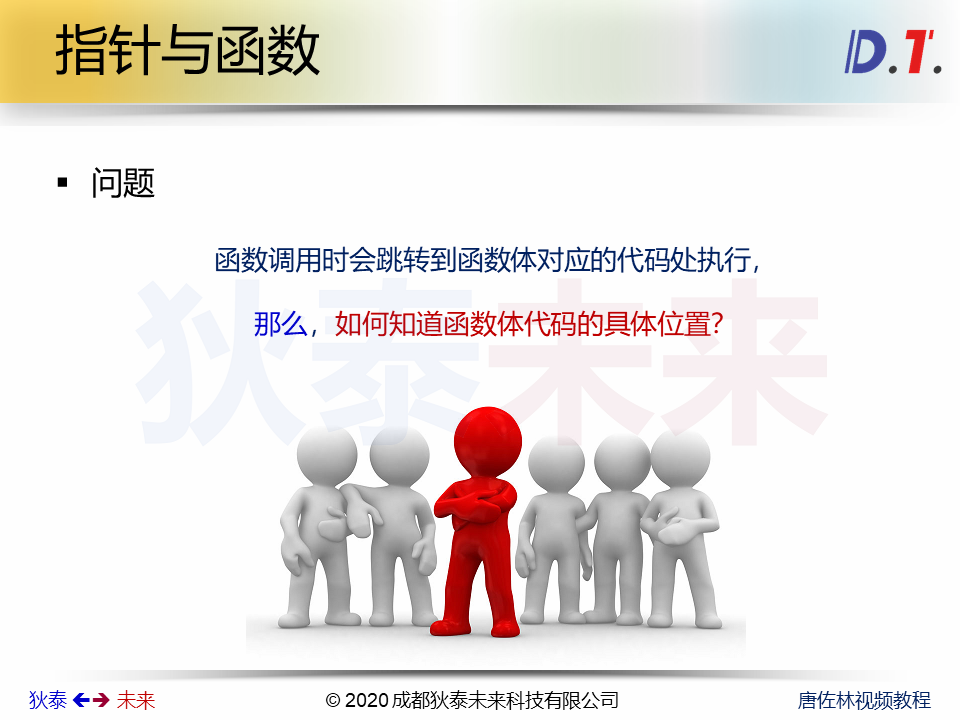 指针与函数
D.T.
▪ 问题
函数调用时会跳转到函数体对应的代码处执行，
那么，如何知道函数体代码的具体位置？
狄泰未来
狄泰 🡸🡺 未来
© 2020 成都狄泰未来科技有限公司
唐佐林视频教程